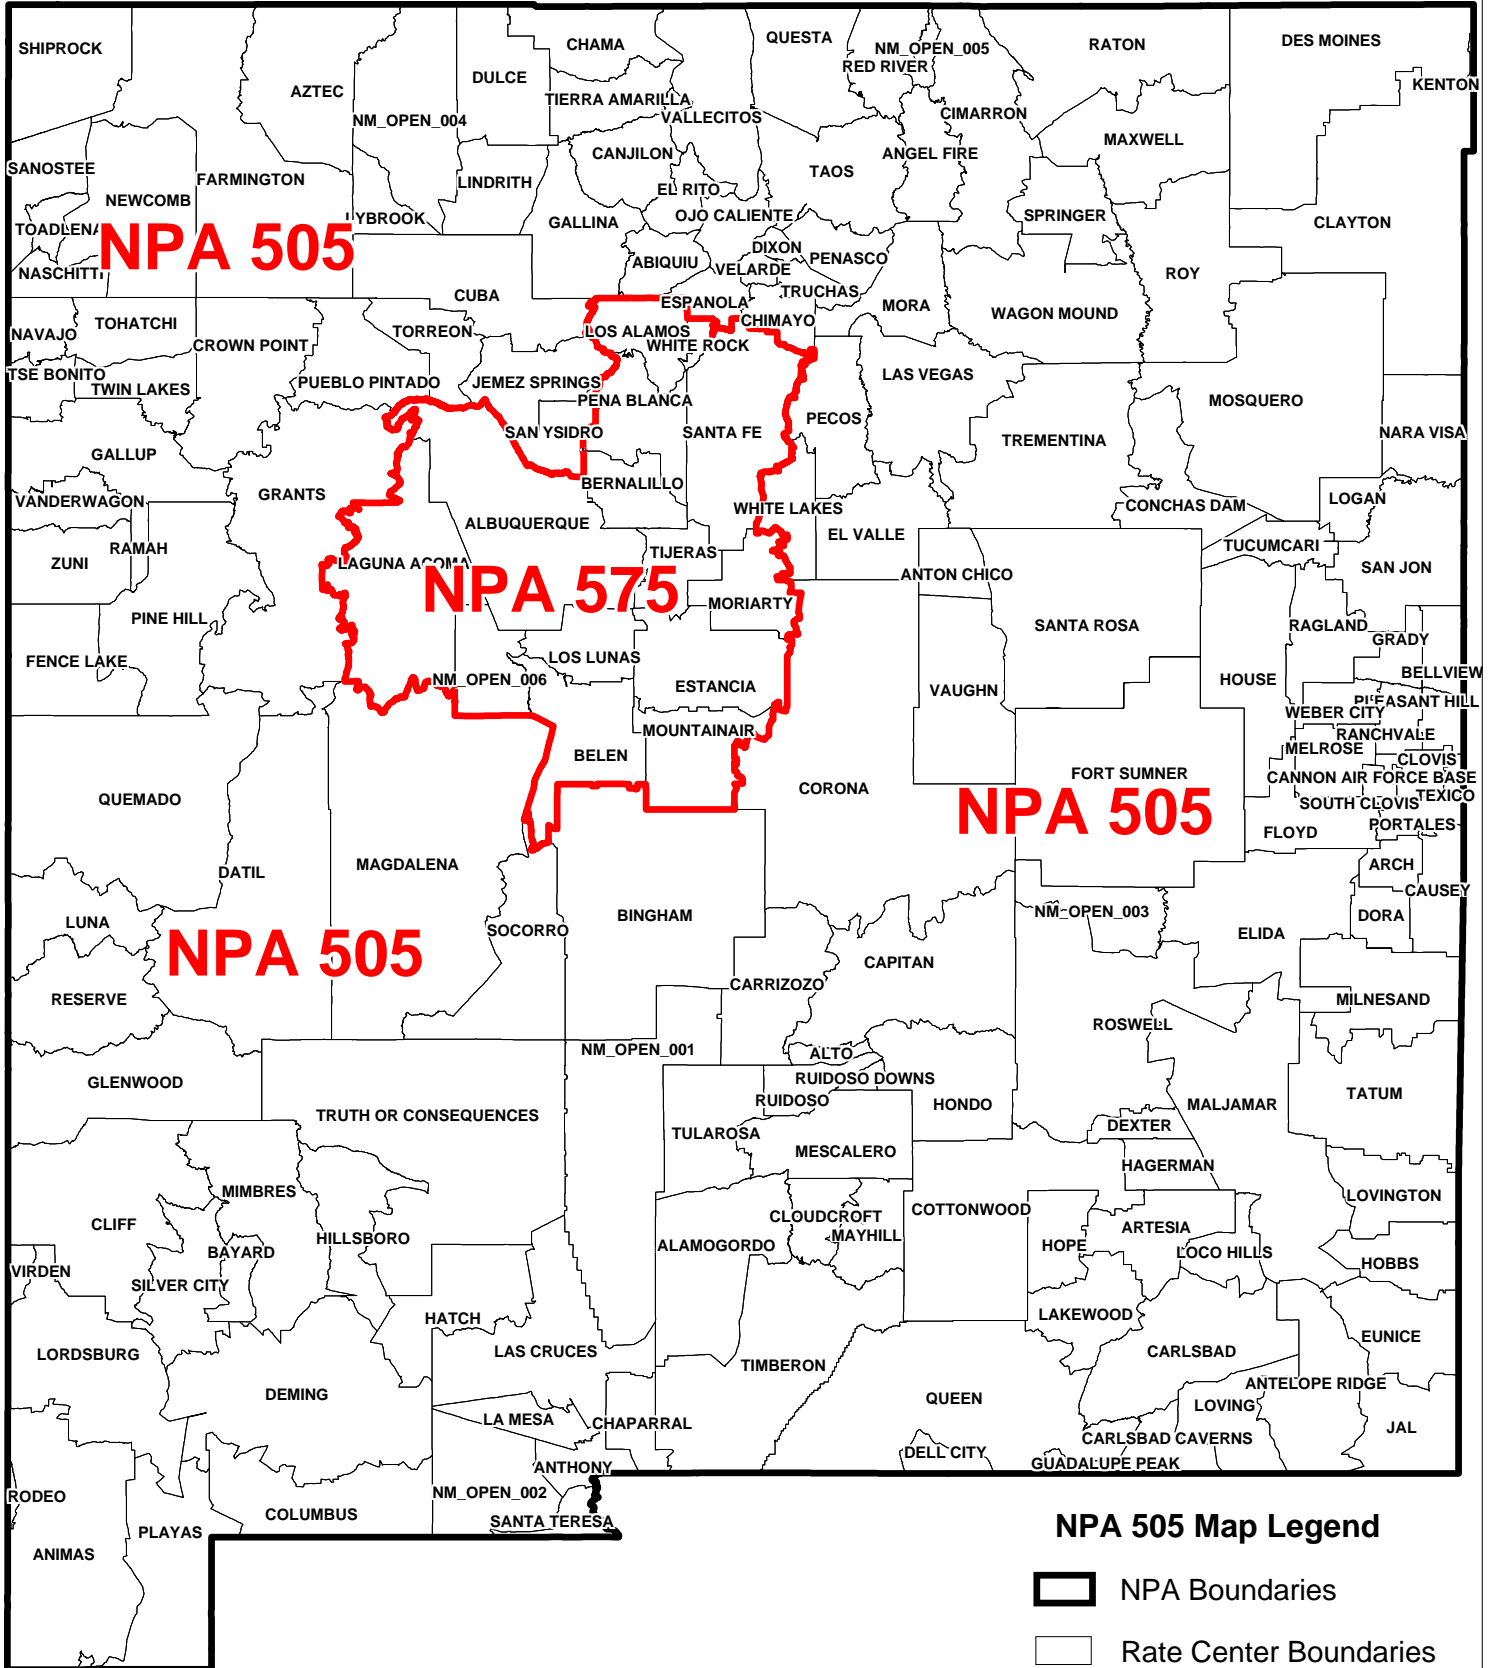 SHIPROCK
AZTEC
NM_OPEN_004
DULCE
CHAMA
QUESTA
NM_OPEN_005
RED RIVER
RATON
DES MOINES
KENTON
TIERRA AMARILLA
VALLECITOS
CIMARRON
MAXWELL
SANOSTEE
NEWCOMB
FARMINGTON
LINDRITH
CANJILON
EL RITO
TAOS
ANGEL FIRE
TOADLENA
LYBROOK
GALLINA
OJO CALIENTE
SPRINGER
CLAYTON
NPA 505
NASCHITTI
ABIQUIU
DIXON
VELARDE
PENASCO
ROY
CUBA
TRUCHAS
ESPANOLA
MORA
WAGON MOUND
NAVAJO
TOHATCHI
CROWN POINT
TORREON
LOS ALAMOS
WHITE ROCK
CHIMAYO
TSE BONITO
TWIN LAKES
PUEBLO PINTADO
JEMEZ SPRINGS
PENA BLANCA
LAS VEGAS
MOSQUERO
GALLUP
SAN YSIDRO
SANTA FE
PECOS
TREMENTINA
NARA VISA
VANDERWAGON
GRANTS
BERNALILLO
WHITE LAKES
CONCHAS DAM
LOGAN
ZUNI
RAMAH
LAGUNA ACOMA
ALBUQUERQUE
TIJERAS
EL VALLE
ANTON CHICO
TUCUMCARI
SAN JON
NPA 575
PINE HILL
MORIARTY
SANTA ROSA
RAGLAND
GRADY
FENCE LAKE
NM_OPEN_006
LOS LUNAS
ESTANCIA
VAUGHN
HOUSE
BELLVIEW
PLEASANT HILL
WEBER CITY
MOUNTAINAIR
RANCHVALE
MELROSE
CLOVIS
BELEN
QUEMADO
CORONA
FORT SUMNER
CANNON AIR FORCE BASE
TEXICO
SOUTH CLOVIS
NPA 505
FLOYD
PORTALES
DATIL
MAGDALENA
ARCH
CAUSEY
LUNA
SOCORRO
BINGHAM
NM_OPEN_003
DORA
ELIDA
NPA 505
RESERVE
CARRIZOZO
CAPITAN
MILNESAND
ROSWELL
NM_OPEN_001
ALTO
GLENWOOD
RUIDOSO DOWNS
RUIDOSO
HONDO
MALJAMAR
TATUM
TRUTH OR CONSEQUENCES
TULAROSA
DEXTER
MESCALERO
HAGERMAN
MIMBRES
LOVINGTON
CLIFF
CLOUDCROFT
MAYHILL
COTTONWOOD
ARTESIA
BAYARD
HILLSBORO
ALAMOGORDO
HOPE
LOCO HILLS
HOBBS
VIRDEN
SILVER CITY
HATCH
LAKEWOOD
LORDSBURG
LAS CRUCES
TIMBERON
CARLSBAD
EUNICE
DEMING
QUEEN
ANTELOPE RIDGE
LOVING
LA MESA
CHAPARRAL
JAL
CARLSBAD CAVERNS
DELL CITY
GUADALUPE PEAK
ANTHONY
RODEO
NM_OPEN_002
COLUMBUS
SANTA TERESA
PLAYAS
ANIMAS
NPA 505 Map Legend
NPA Boundaries
Rate Center Boundaries